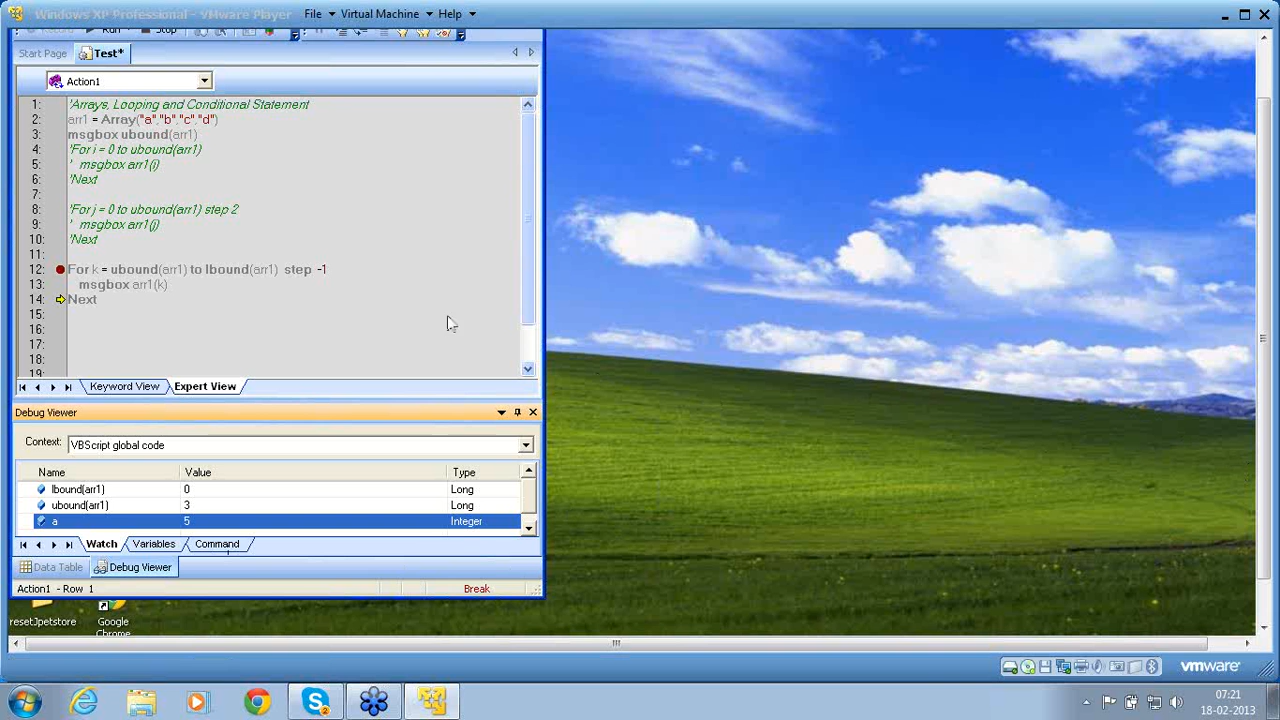 Windows XP Professional - VMware Player File Virtual Machine Help
Record Run Stop
Start Page Test*
Action1
1: 'Arrays, Looping and Conditional Statement
2: arr1 = Array("a","b","c","d")
3: msgbox ubound(arr1)
4: 'For i = 0 to ubound(arr1)
5: ' msgbox arr1(i)
6: 'Next
7:
8: 'For j = 0 to ubound(arr1) step 2
9: ' msgbox arr1(j)
10: 'Next
11:
12: For k = ubound(arr1) to lbound(arr1) step -1
13: msgbox arr1(k)
14: Next
15:
16:
17:
18:
19:
Keyword View Expert View
Debug Viewer
Context: VBScript global code
Name Value Type
lbound(arr1) 0 Long
ubound(arr1) 3 Long
a 5 Integer
Watch Variables Command
Data Table Debug Viewer
Action1 - Row 1 Break
resetJpetstore Google
Chrome
vmware
2
07:21
18-02-2013